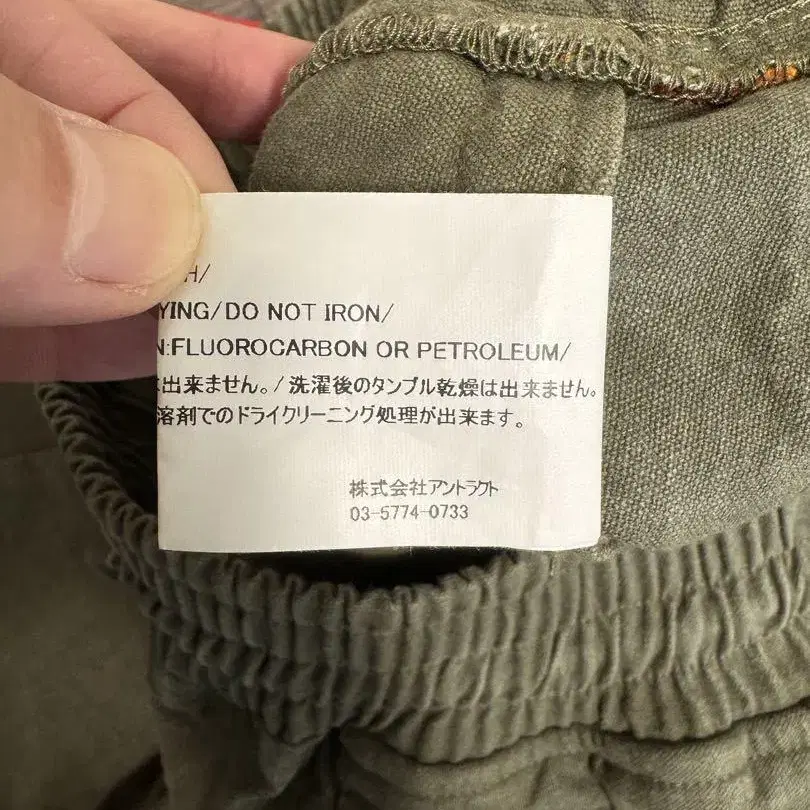 H/
YING/DO NOT IRON/
N:FLUOROCARBON OR PETROLEUM/
出来ません。/洗濯後のタンブル乾燥は出来ません。
溶剤でのドライクリーニング処理が出来ます。
株式会社アントラクト
03-5774-0733